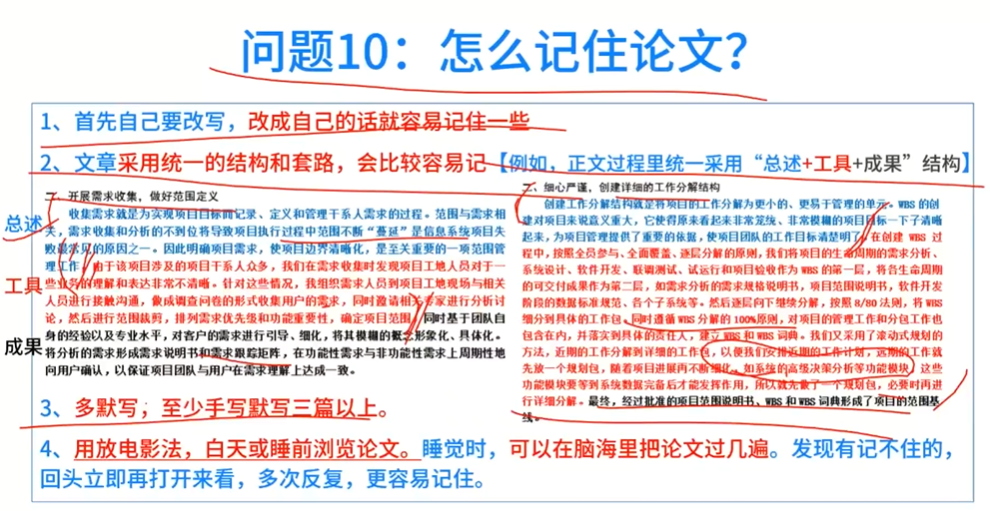 问题10：怎么记住论文？
1、首先自己要改写，改成自己的话就容易记住一些
2、文章采用统一的结构和套路，会比较容易记【例如，正文过程里统一采用“总述+工具+成果”结构】
总述
工具
成果
一、开展需求收集，做好范围定义
收集需求就是为实现项目目标而记录、定义和管理干系人需求的过程。范围与需求相
关，需求收集和分析的不到位将导致项目执行过程中范围不断“蔓延”是信息系统项目失
败最常见的原因之一。因此明确项目需求，使项目边界清晰化，是至关重要的一项范围管
理工作。由于该项目涉及的项目干系人众多，我们在需求收集时发现项目工地人员对于一
些业务的理解和表达非常不清晰。针对这些情况，我组织需求人员到项目工地现场与相关
人员进行接触沟通，象成调查问卷的形式收集用户的需求，同时邀请相关专家进行分析讨
论，然后进行范围裁剪，排列需求优先级和功能重要性，确定项目范围。同时基于团队自
身的经验以及专业水平，对客户的需求进行引导、细化，将其模糊的概念形象化、具体化。
将分析的需求形成需求说明书和需求跟踪矩阵，在功能性需求与非功能性需求上周期性地
向用户确认，以保证项目团队与用户在需求理解上达成一致。
二、细心严谨，创建详细的工作分解结构
创建工作分解结构就是将项目的工作分解为更小的、更易于管理的单元。WBS 的创
建对项目来说意义重大，它使得原来看起来非常笼统、非常模糊的项目目标一下子清晰
起来，为项目管理提供了重要的依据，使项目团队的工作目标清楚明了。在创建 WBS 过
程中，按照全员参与、全面覆盖、逐层分解的原则，我们将项目的生命周期的需求分析、
系统设计、软件开发、联调测试、试运行和项目验收作为 WBS 的第一层，将各生命周期
的可交付成果作为第二层，如需求分析的需求规格说明书，项目范围说明书，软件开发
阶段的数据标准规范、各个子系统等。然后逐层向下继续分解，按照 8/80 法则，将 WBS
细分到具体的工作包。同时遵循 WBS 分解的 100%原则，对项目的管理工作和分包工作也
包含在内，并落实到具体的责任人，建立 WBS 和 WBS 词典。我们又采用了滚动式规划的
方法，近期的工作分解到详细的工作包，以便我们安排近期的工作计划，远期的工作就
先放一个规划包，随着项目进展再不断细化。如系统的高级决策分析等功能模块，这些
功能模块要等到系统数据完备后才能发挥作用，所以就先做了一个规划包，必要时再进
行详细分解。最终，经过批准的项目范围说明书、WBS 和 WBS 词典形成了项目的范围基
线。
3、多默写，至少手写默写三篇以上。
4、用放电影法，白天或睡前浏览论文。睡觉时，可以在脑海里把论文过几遍。发现有记不住的，
回头立即再打开来看，多次反复，更容易记住。